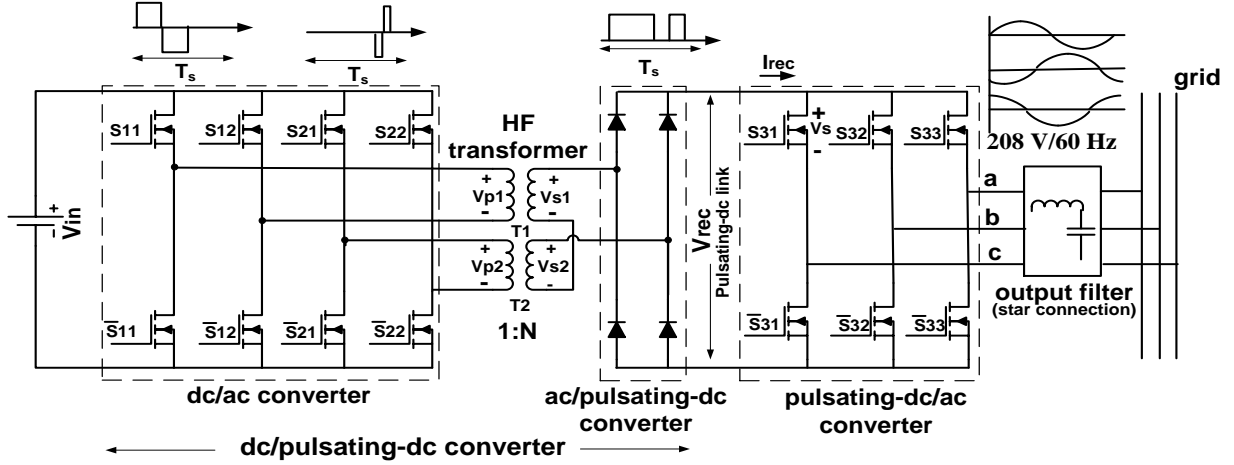 Ts
Ts
Ts
Irec
grid
208 V/60 Hz
S11
S12
S21
S22
HF
transformer
+
Vp1
-
+
Vs1
-
T1
+
Vp2
-
+
Vs2
-
T2
1:N
Vin
+
-
Vrec
Pulsating-dc link
S31
+
Vs
-
S32
S33
a
b
c
output filter
(star connection)
S̅11
S̅12
S̅21
S̅22
S̅31
S̅32
S̅33
dc/ac converter
ac/pulsating-dc
converter
pulsating-dc/ac
converter
dc/pulsating-dc converter